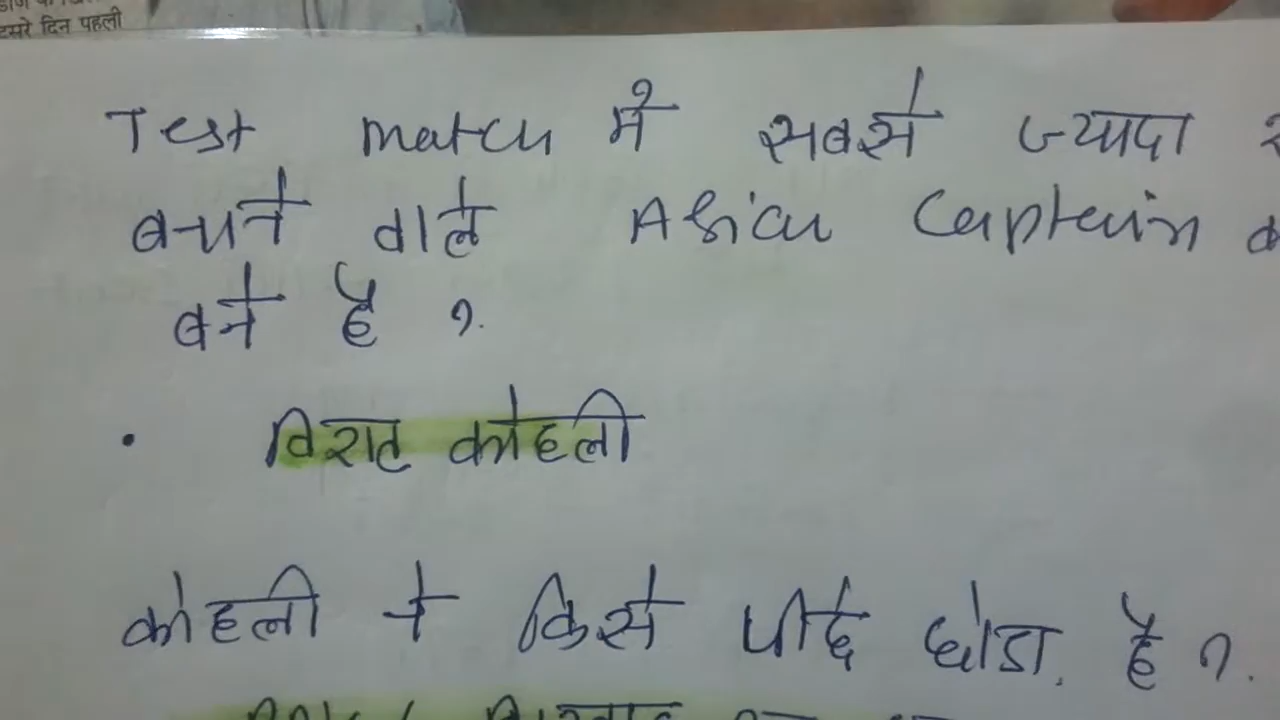 दूसरे दिन पहली
Test match में सबसे ज्यादा
बनाने वाले Asian Captain
बने है ?
• विराट कोहली
कोहली ने किसे पीछे छोडा है ?